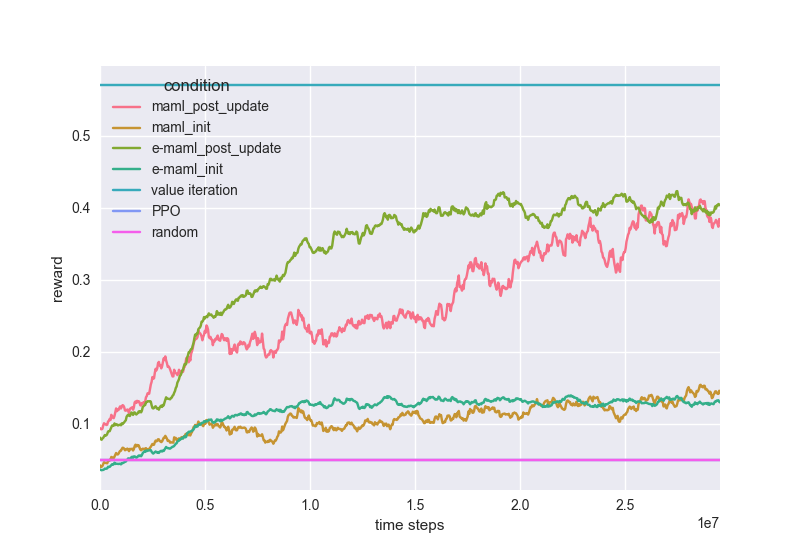 condition
maml_post_update
maml_init
e-maml_post_update
e-maml_init
value iteration
PPO
random
0.5
0.4
0.3
0.2
0.1
reward
0.0 0.5 1.0 1.5 2.0 2.5
time steps
1e7